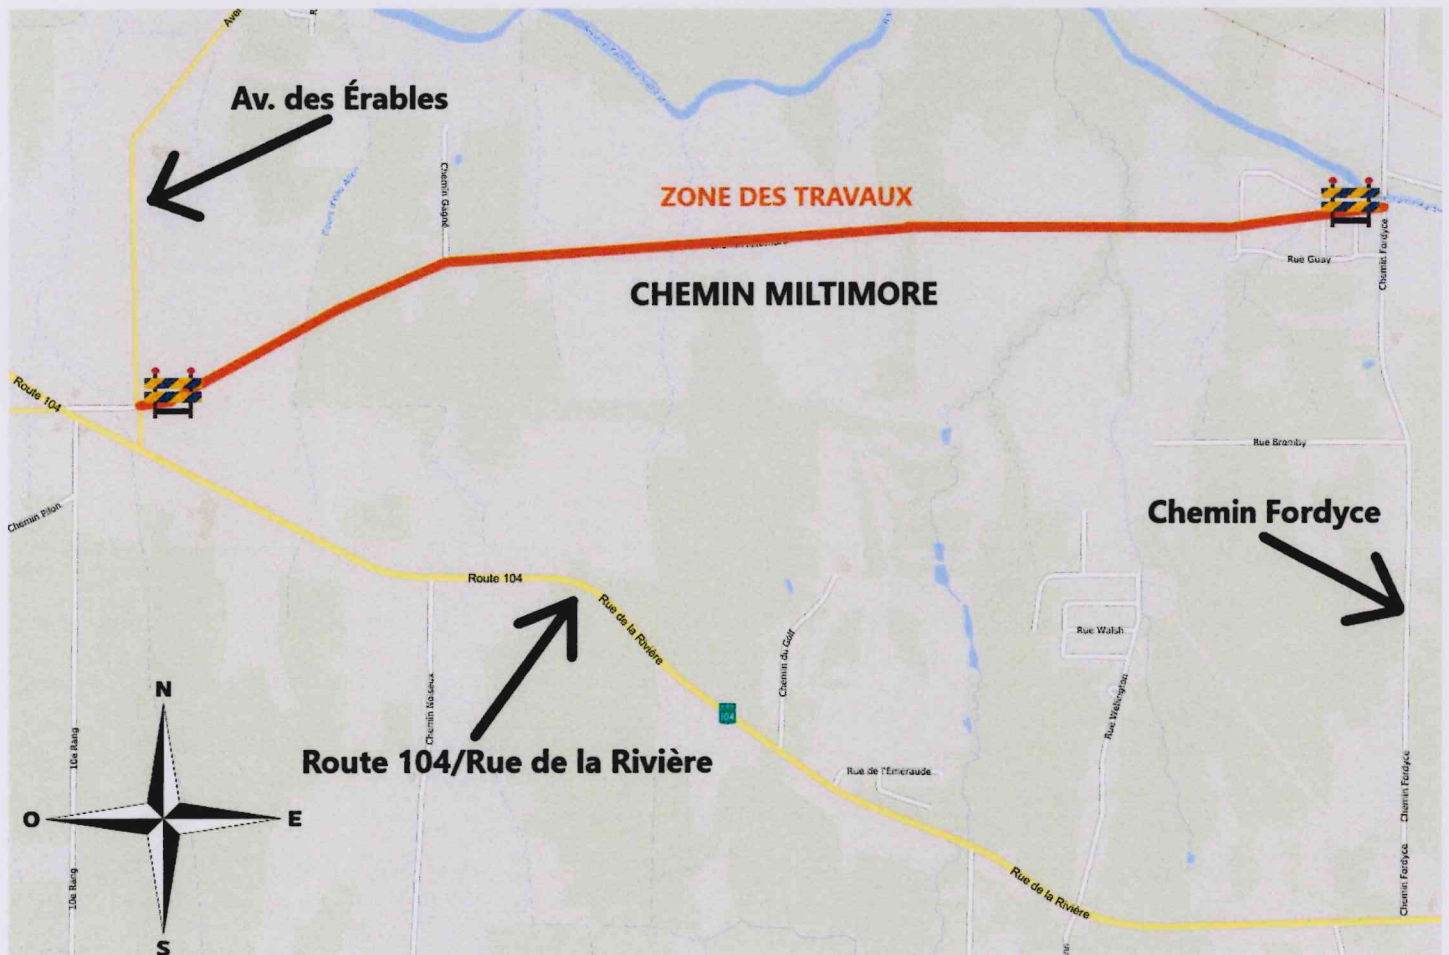 Av. des Érables
Chemin Gagné
ZONE DES TRAVAUX
CHEMIN MILTIMORE
Rue Guay
Chemin Fordyce
Route 104
Rue Bromby
Chemin Pilon
Chemin Fordyce
Route 104
Rue de la Rivière
Rue Walsh
Chemin du Golf
Rue Wellington
Chemin Noiseux
104
N
Route 104/Rue de la Rivière
10e Rang
Rue de l'Émeraude
Chemin Fordyce
O
E
10e Rang
Chemin Fordyce
Rue de la Rivière
S